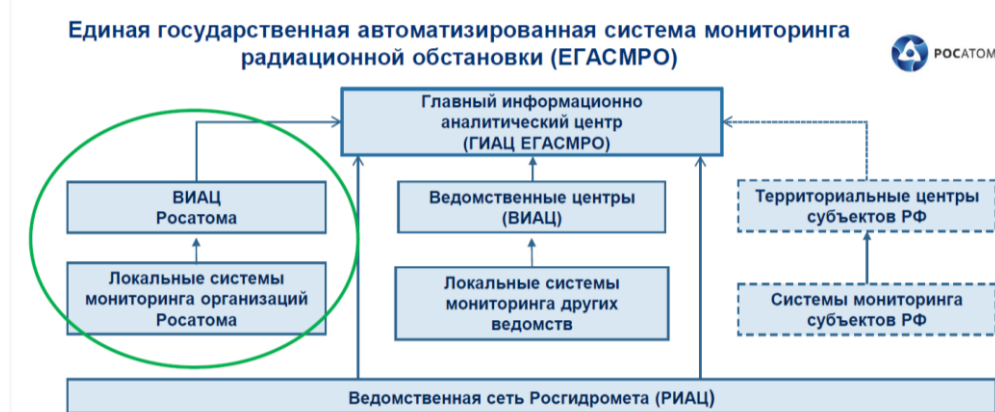 Единая государственная автоматизированная система мониторинга
радиационной обстановки (ЕГАСМРО)
РОСАТОМ
Главный информационно
аналитический центр
(ГИАЦ ЕГАСМРО)
ВИАЦ
Росатома
Ведомственные центры
(ВИАЦ)
Территориальные центры
субъектов РФ
Локальные системы
мониторинга организаций
Росатома
Локальные системы
мониторинга других
ведомств
Системы мониторинга
субъектов РФ
Ведомственная сеть Росгидромета (РИАЦ)